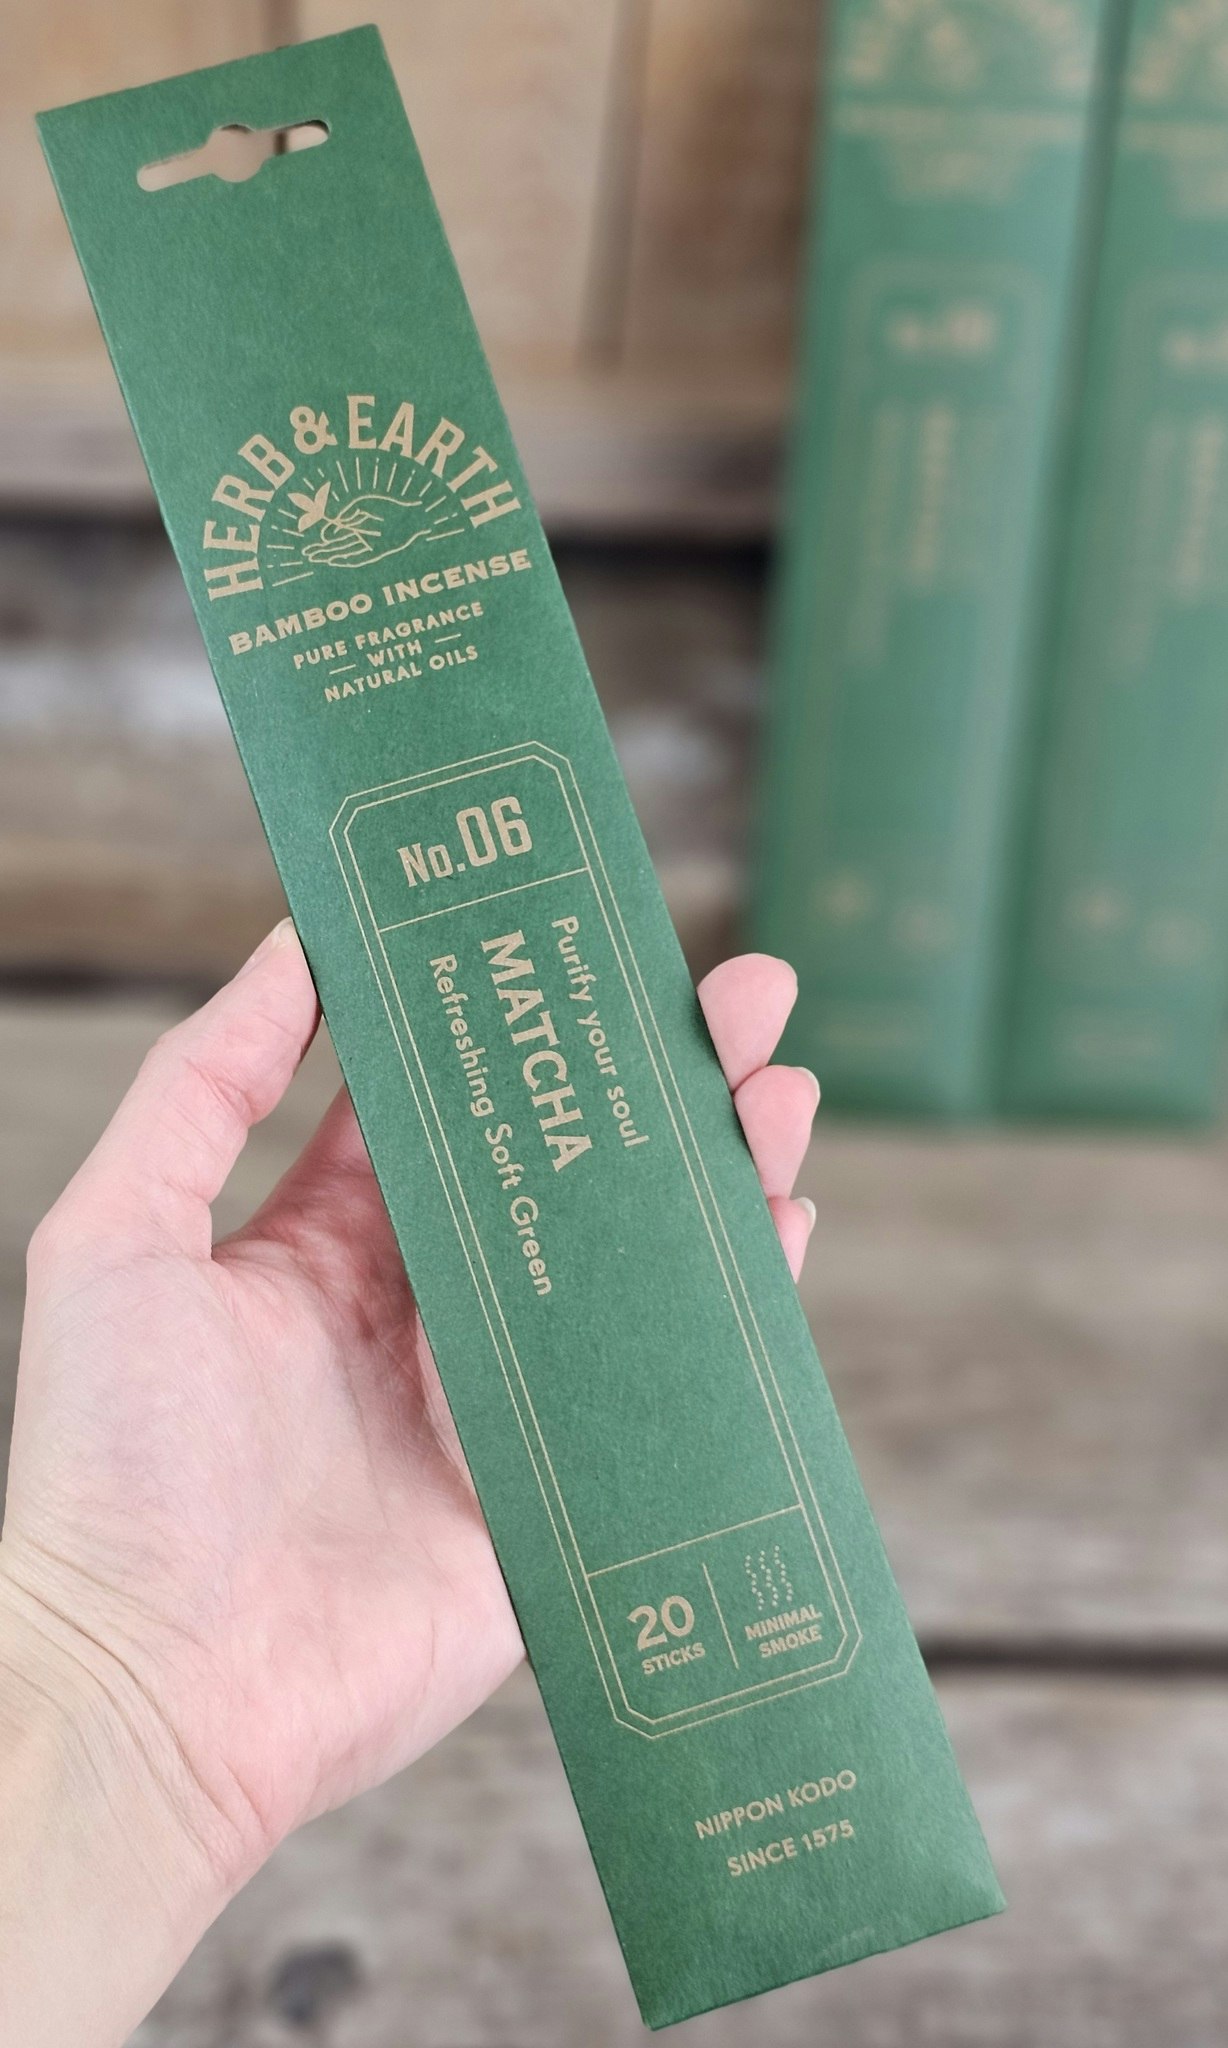 HERB & EARTH
BAMBOO INCENSE
PURE FRAGRANCE
WITH
NATURAL OILS
No.06
Purify your soul
MATCHA
Refreshing Soft Green
20
STICKS
MINIMAL
SMOKE
NIPPON KODO
SINCE 1575